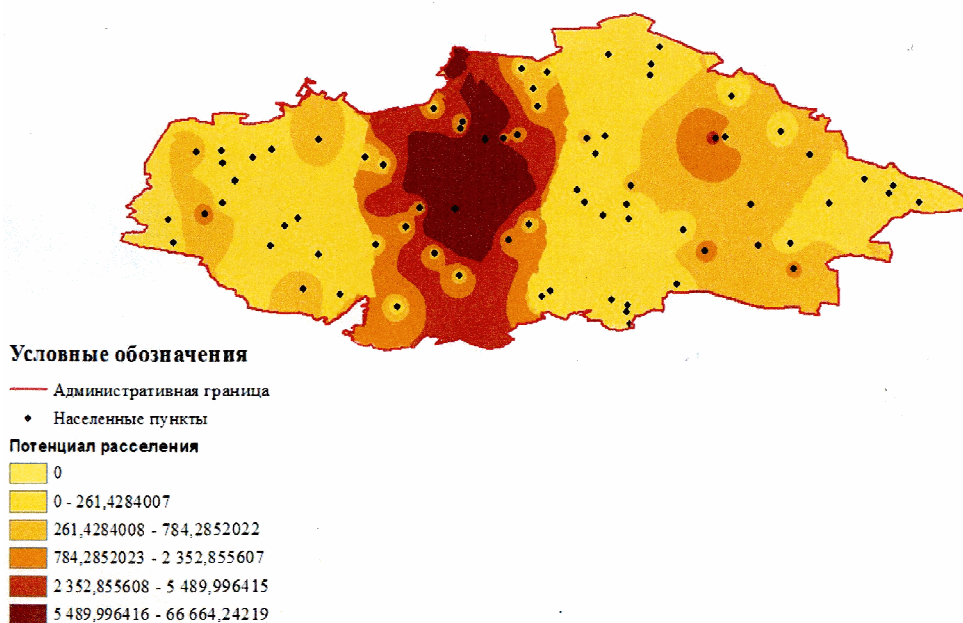 Условные обозначения
Административная граница
Населенные пункты
Потенциал расселения
0
0 - 261,4284007
261,4284008 - 784,2852022
784,2852023 - 2 352,855607
2 352,855608 - 5 489,996415
5 489,996416 - 66 664,24219